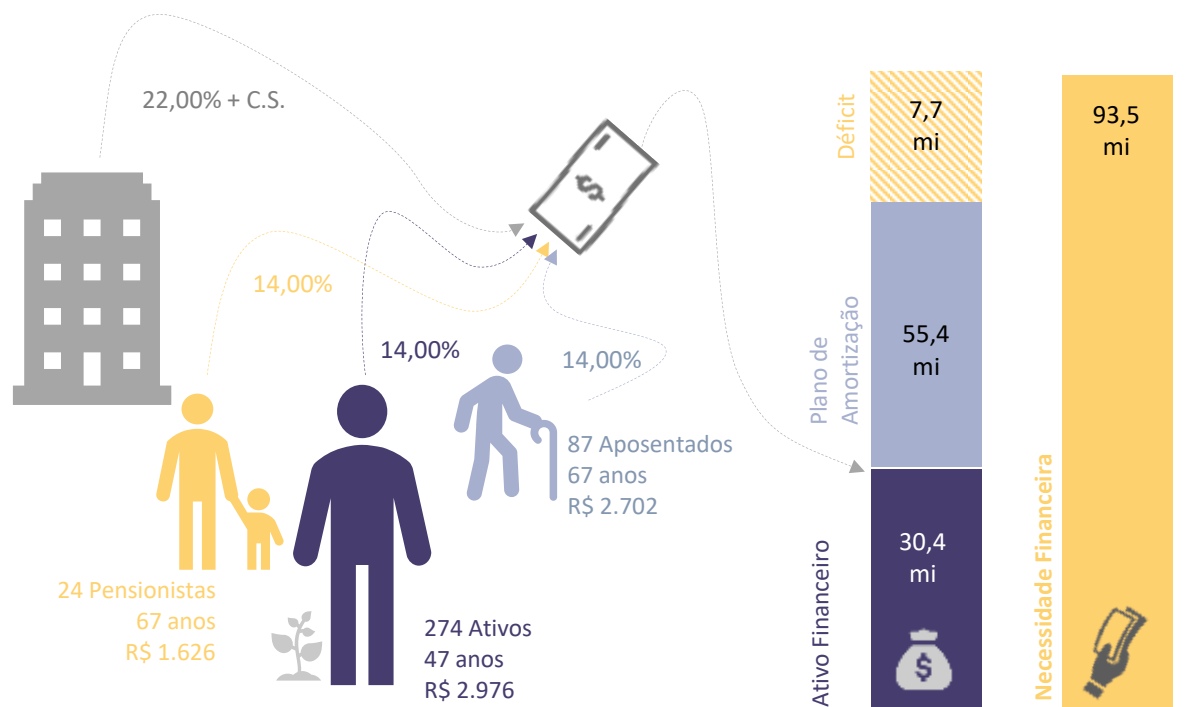 22,00% + C.S.
14,00%
14,00%
14,00%
24 Pensionistas
67 anos
R$ 1.626
274 Ativos
47 anos
R$ 2.976
87 Aposentados
67 anos
R$ 2.702
$
Déficit
7,7
mi
Plano de
Amortização
55,4
mi
Ativo Financeiro
30,4
mi
$
Necessidade Financeira
93,5
mi